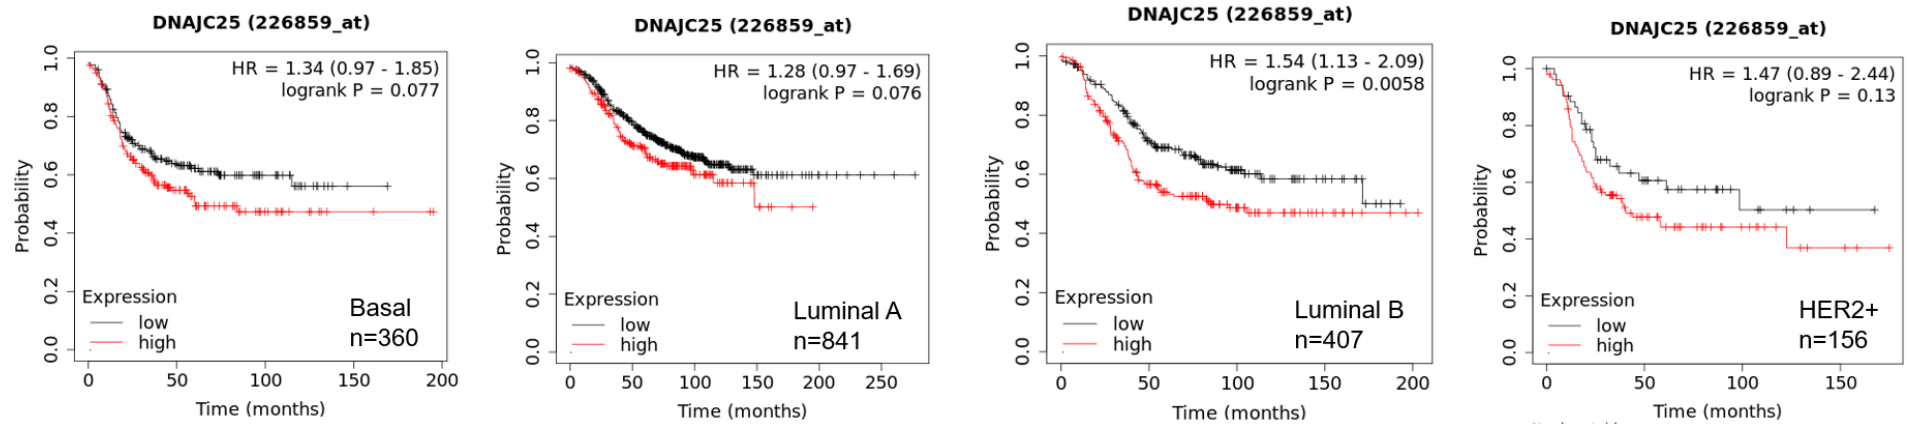 DNAJC25 (226859_at)
HR = 1.34 (0.97 - 1.85)
logrank P = 0.077
Probability
1.0
0.8
0.6
0.4
0.2
0.0
Expression
low
high
Basal
n=360
0 50 100 150 200
Time (months)
DNAJC25 (226859_at)
HR = 1.28 (0.97 - 1.69)
logrank P = 0.076
Probability
1.0
0.8
0.6
0.4
0.2
0.0
Expression
low
high
Luminal A
n=841
0 50 100 150 200 250
Time (months)
DNAJC25 (226859_at)
HR = 1.54 (1.13 - 2.09)
logrank P = 0.0058
Probability
1.0
0.8
0.6
0.4
0.2
0.0
Expression
low
high
Luminal B
n=407
0 50 100 150 200
Time (months)
DNAJC25 (226859_at)
HR = 1.47 (0.89 - 2.44)
logrank P = 0.13
Probability
1.0
0.8
0.6
0.4
0.2
0.0
Expression
low
high
HER2+
n=156
0 50 100 150
Time (months)